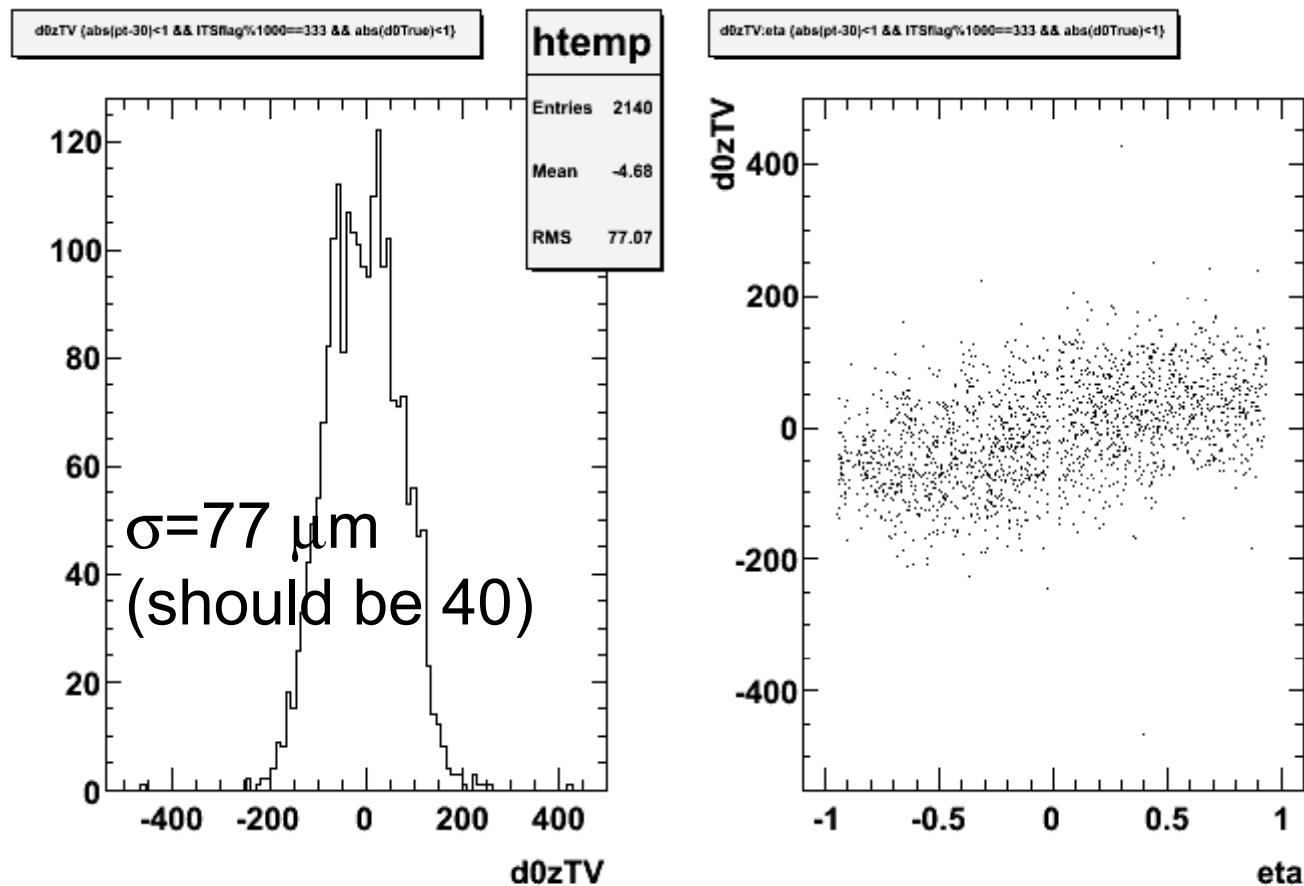 d0zTV {abs(pt-30)<1 && ITSflag%1000==333 && abs(d0True)<1}
htemp
Entries 2140
Mean -4.68
RMS 77.07
120
100
80
60
40
20
0
-400 -200 0 200 400
d0zTV
σ=77 μm
(should be 40)
d0zTV:eta {abs(pt-30)<1 && ITSflag%1000==333 && abs(d0True)<1}
d0zTV
400
200
0
-200
-400
-1 -0.5 0 0.5 1
eta